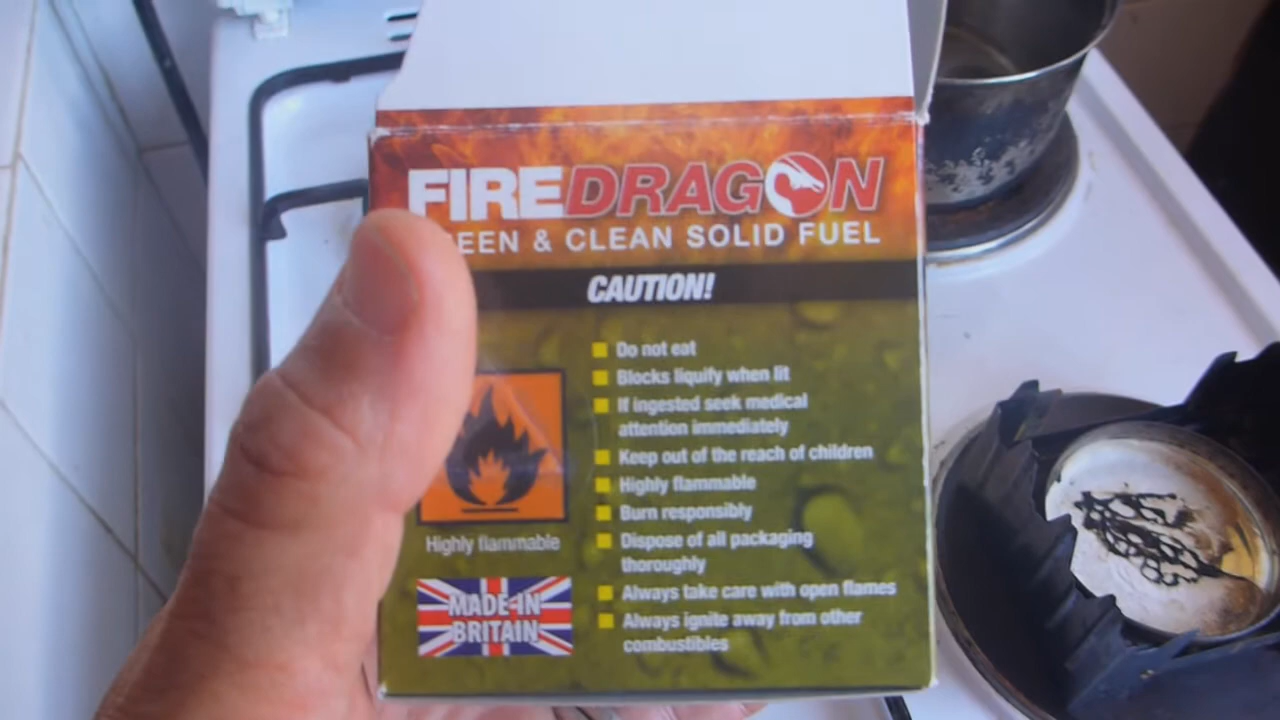 FIREDRAGON
EEN & CLEAN SOLID FUEL
CAUTION!
Do not eat
Blocks liquify when lit
If ingested seek medical
attention immediately
Keep out of the reach of children
Highly flammable
Burn responsibly
Dispose of all packaging
thoroughly
Always take care with open flames
Always ignite away from other
combustibles
Highly flammable
MADE IN
BRITAIN